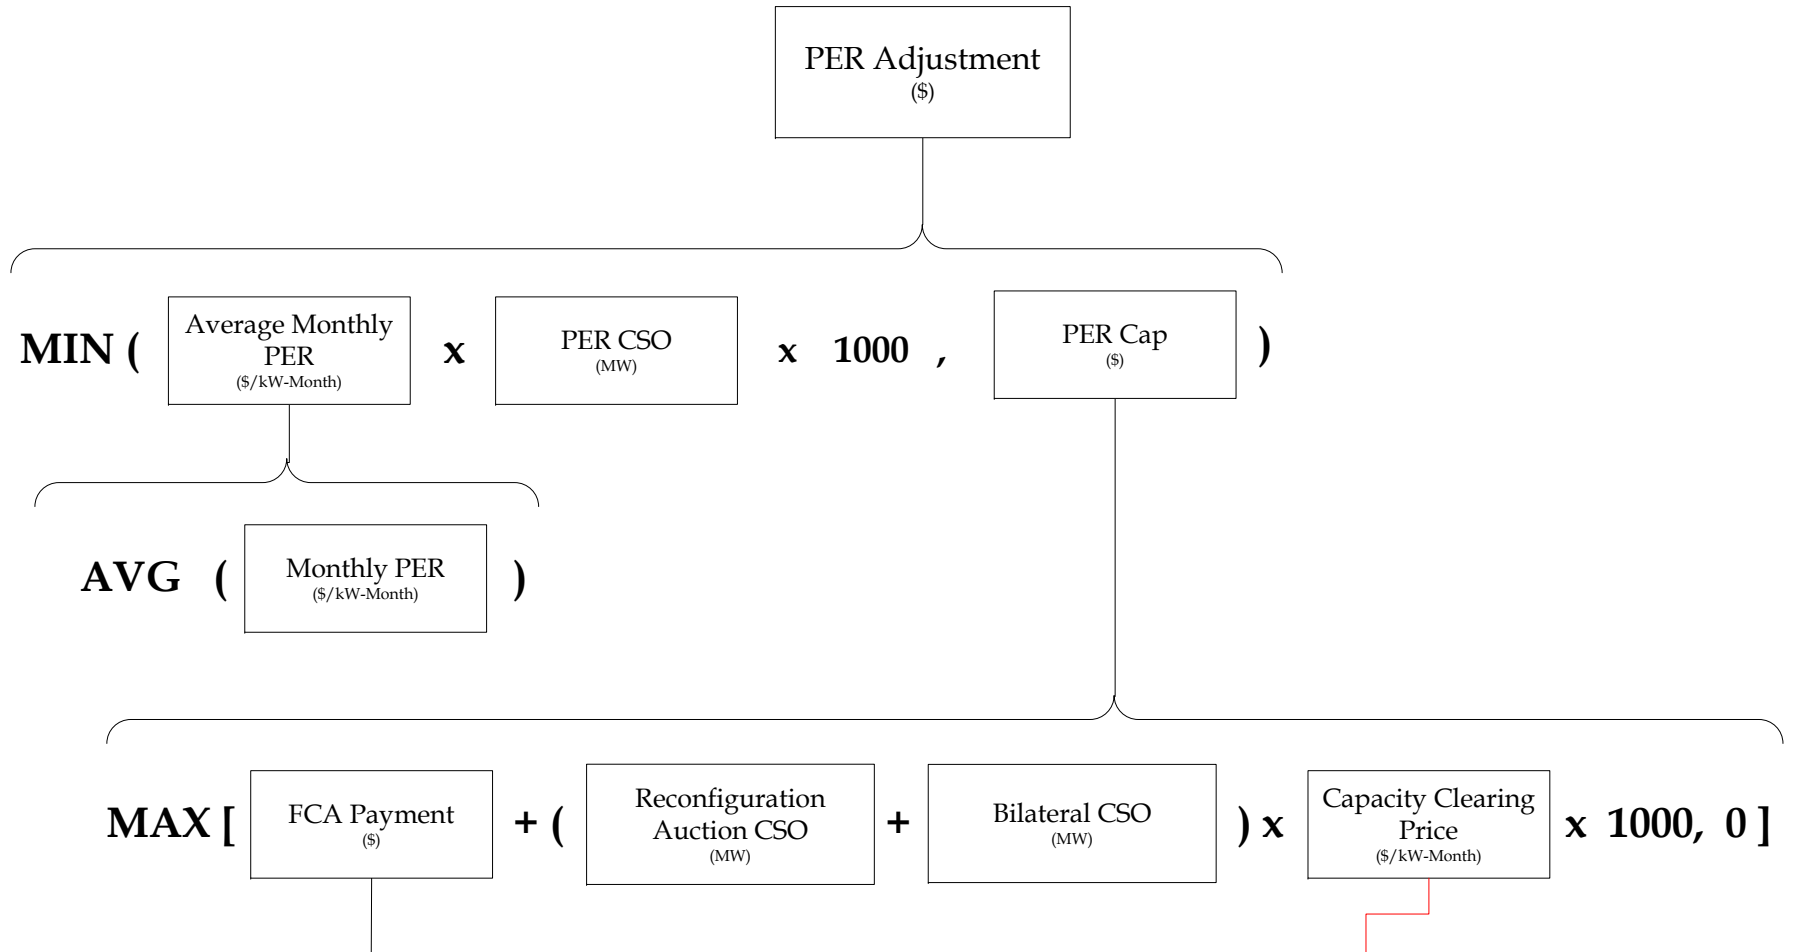 PER Adjustment
($)
MIN ( Average Monthly PER ($/kW-Month) x PER CSO (MW) x 1000 , PER Cap ($) )
AVG ( Monthly PER ($/kW-Month) )
MAX [ FCA Payment ($) + ( Reconfiguration Auction CSO (MW) + Bilateral CSO (MW) ) x Capacity Clearing Price ($/kW-Month) x 1000, 0 ]